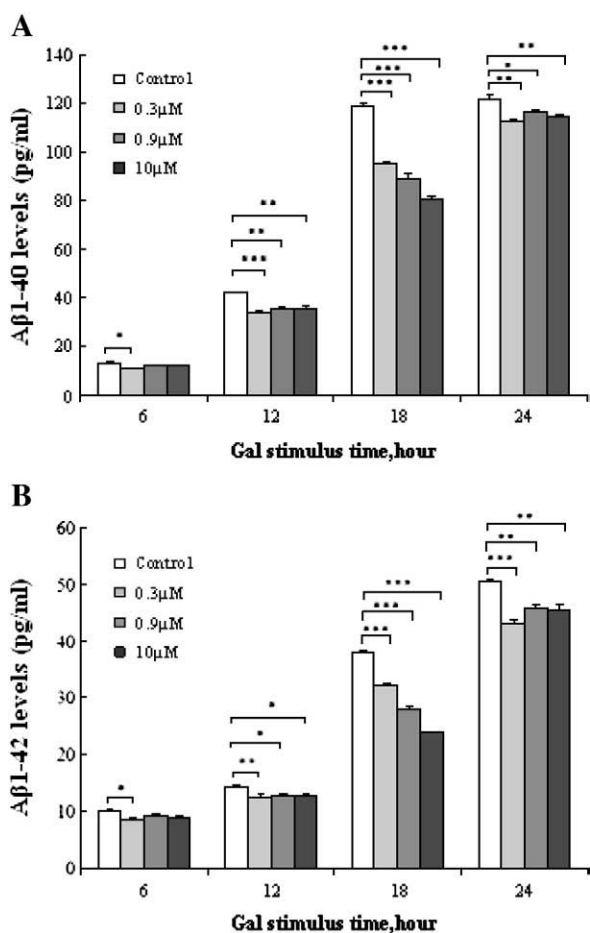 A
140
120
100
80
60
40
20
0
Aβ1-40 levels (pg/ml)
Control
0.3μM
0.9μM
10μM
*
***
**
**
***
***
***
**
*
**
6 12 18 24
Gal stimulus time,hour
B
60
50
40
30
20
10
0
Aβ1-42 levels (pg/ml)
Control
0.3μM
0.9μM
10μM
*
**
*
*
***
***
***
***
**
**
6 12 18 24
Gal stimulus time,hour